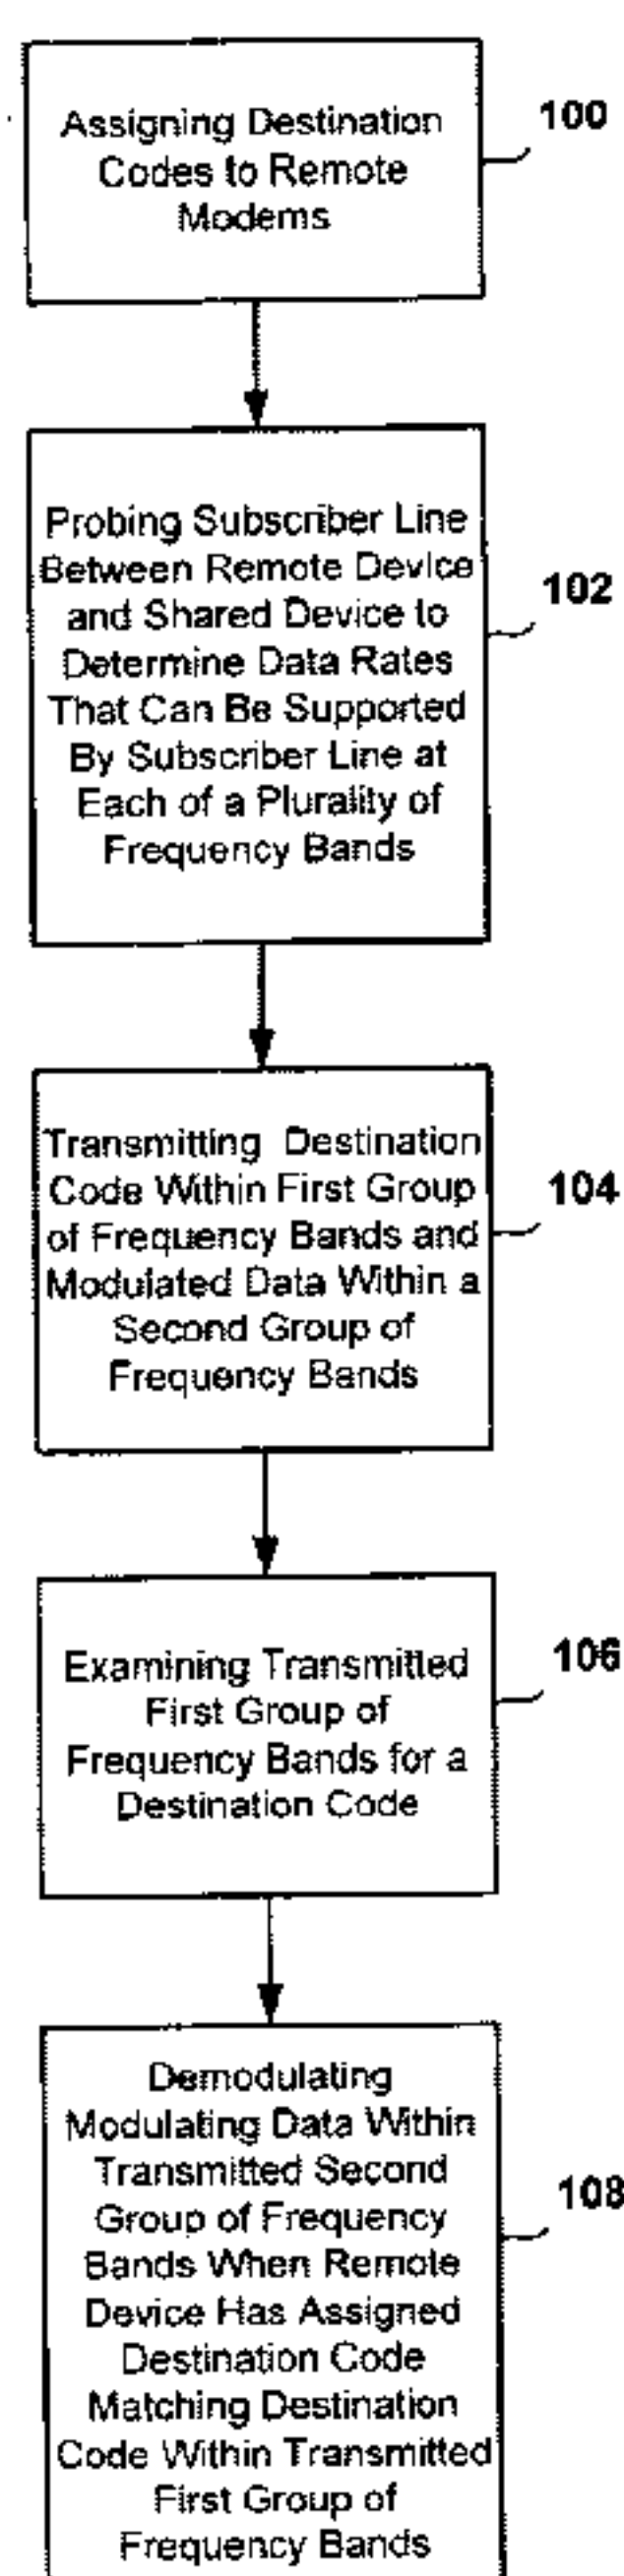 Assigning Destination
Codes to Remote
Modems
100
Probing Subscriber Line
Between Remote Device
and Shared Device to
Determine Data Rates
That Can Be Supported
By Subscriber Line at
Each of a Plurality of
Frequency Bands
102
Transmitting Destination
Code Within First Group
of Frequency Bands and
Modulated Data Within a
Second Group of
Frequency Bands
104
Examining Transmitted
First Group of
Frequency Bands for a
Destination Code
106
Demodulating
Modulating Data Within
Transmitted Second
Group of Frequency
Bands When Remote
Device Has Assigned
Destination Code
Matching Destination
Code Within Transmitted
First Group of
Frequency Bands
108